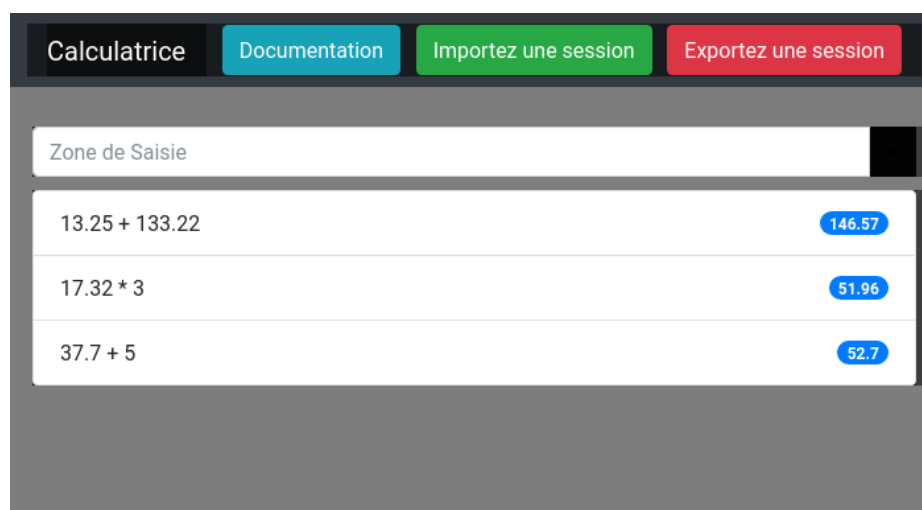 Calculatrice Documentation Importez une session Exportez une session
Zone de Saisie
13.25 + 133.22 146.57
17.32 * 3 51.96
37.7 + 5 52.7